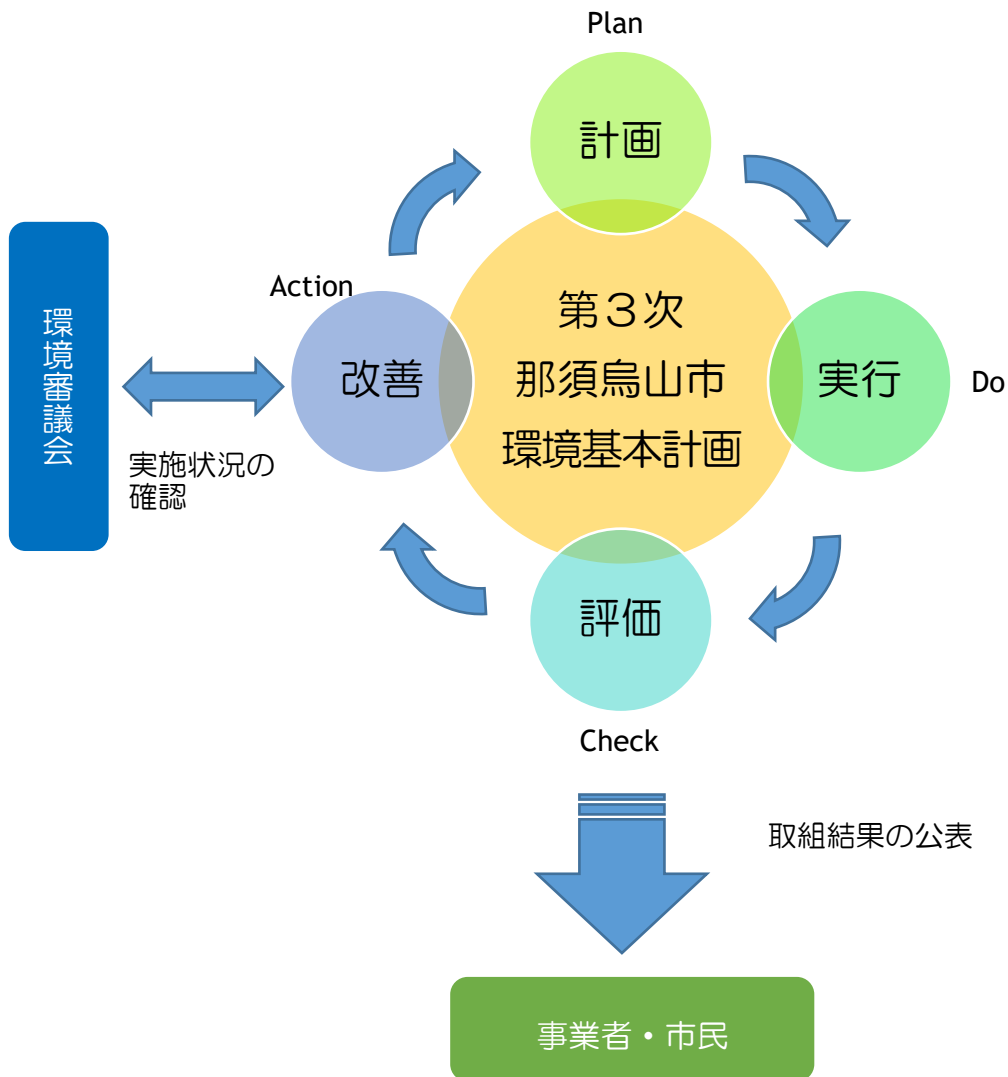 Plan
計画
Action
環境審議会
改善
第３次
那須烏山市
環境基本計画
実行
Do
実施状況の
確認
評価
Check
取組結果の公表
事業者・市民